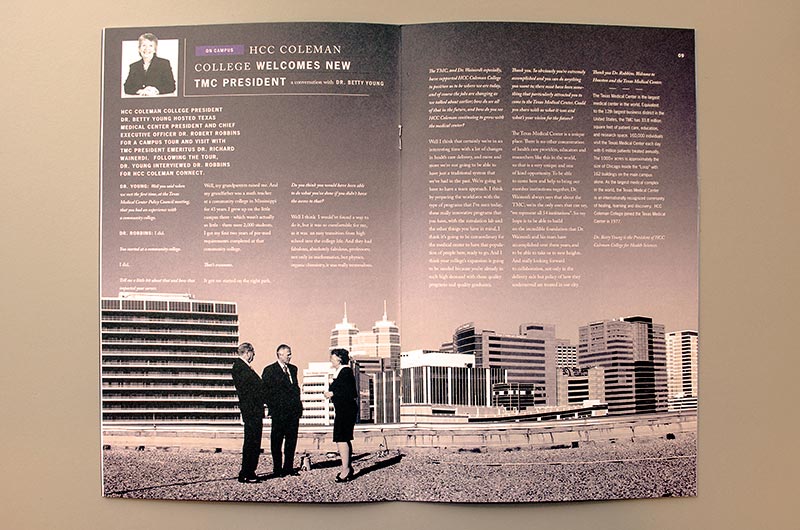 ON CAMPUS
HCC COLEMAN
COLLEGE WELCOMES NEW
TMC PRESIDENT a conversation with DR. BETTY YOUNG
HCC COLEMAN COLLEGE PRESIDENT
DR. BETTY YOUNG HOSTED TEXAS
MEDICAL CENTER PRESIDENT AND CHIEF
EXECUTIVE OFFICER DR. ROBERT ROBBINS
FOR A CAMPUS TOUR AND VISIT WITH
TMC PRESIDENT EMERITUS DR. RICHARD
WAINERDI. FOLLOWING THE TOUR,
DR. YOUNG INTERVIEWED DR. ROBBINS
FOR HCC COLEMAN CONNECT.
DR. YOUNG: Well you said when
we met the first time, at the Texas
Medical Center Policy Council meeting,
that you had an experience with
a community college.
DR. ROBBINS: I did.
You started at a community college.
I did.
Tell me a little bit about that and how that
impacted your career.
Well, my grandparents raised me. And
my grandfather was a math teacher
at a community college in Mississippi
for 41 years. I grew up on the little
campus there - which wasn't actually
so little - there were 2,000 students.
I got my first two years of pre-med
requirements completed at that
community college.
That's awesome.
It got me started on the right path.
Do you think you would have been able
to do what you've done if you didn't have
the access to that?
Well I think I would've found a way to
do it, but it was so comfortable for me,
as it was an easy transition from high
school into the college life. And they had
fabulous, absolutely fabulous, professors;
not only in mathematics, but physics,
organic chemistry, it was really tremendous.
The TMC, and Dr. Wainerdi especially,
have supported HCC Coleman College
to position us to be where we are today,
and of course the jobs are changing as
we talked about earlier; how do see all
of that in the future, and how do you see
HCC Coleman continuing to grow with
the medical center?
Well I think that certainly we're in an
interesting time with a lot of changes
in health care delivery, and more and
more we're not going to be able to
have just a traditional system that
we've had in the past. We're going to
have to have a team approach. I think
by preparing the workforce with the
type of programs that I've seen today,
these really innovative programs that
you have, with the simulation lab and
the other things you have in mind, I
think it's going to be extraordinary for
the medical center to have that popula-
tion of people here, ready to go. And I
think your college's expansion is going
to be needed because you're already in
such high demand with these quality
programs and quality graduates.
Thank you. So obviously you're extremely
accomplished and you can do anything
you want to; there must have been some-
thing that particularly attracted you to
come to the Texas Medical Center. Could
you share with us what it was and
what's your vision for the future?
The Texas Medical Center is a unique
place. There is no other concentration
of health care providers, educators and
researchers like this in the world,
so that is a very unique and one
of kind opportunity. To be able
to come here and help to bring our
member institutions together, Dr.
Wainerdi always says that about the
TMC; we're the only ones that can say,
"we represent all 54 institutions". So my
hope is to be able to build
on the incredible foundation that Dr.
Wainerdi and his team have
accomplished over these years, and
to be able to take us to new heights.
And really looking forward
to collaboration, not only in the
delivery side but policy of how they
understand are treated in our city.
09
Thank you Dr. Robbins. Welcome to
Houston and the Texas Medical Center.
The Texas Medical Center is the largest
medical center in the world. Equivalent
to the 12th largest business district in the
United States, the TMC has 33.8 million
square feet of patient care, education,
and research space. 160,000 individuals
visit the Texas Medical Center each day
with 6 million patients treated annually.
The 1000+ acres is approximately the
size of Chicago inside the "Loop" with
162 buildings on the main campus
alone. As the largest medical complex
in the world, the Texas Medical Center
is an internationally recognized community
of healing, learning and discovery. HCC
Coleman College joined the Texas Medical
Center in 1977.
Dr. Betty Young is the President of HCC
Coleman College for Health Sciences.